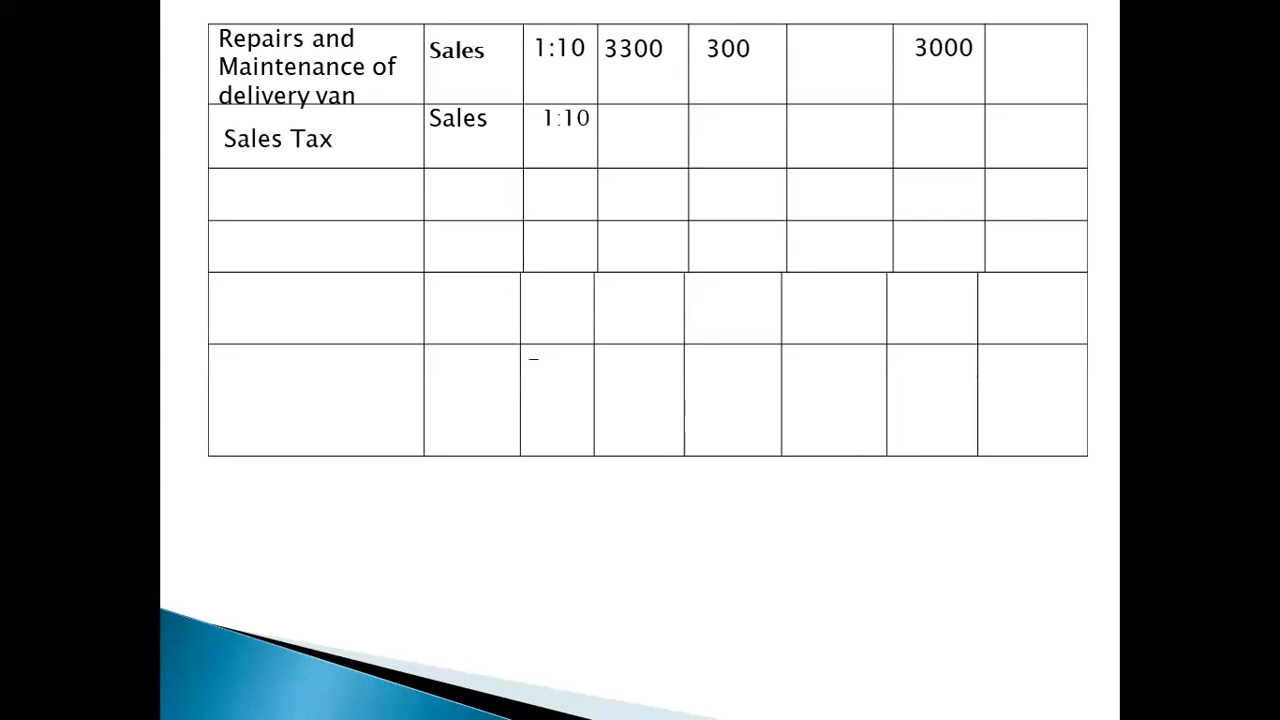 Repairs and Maintenance of delivery van Sales 1:10 3300 300 3000
Sales Tax Sales 1:10
–